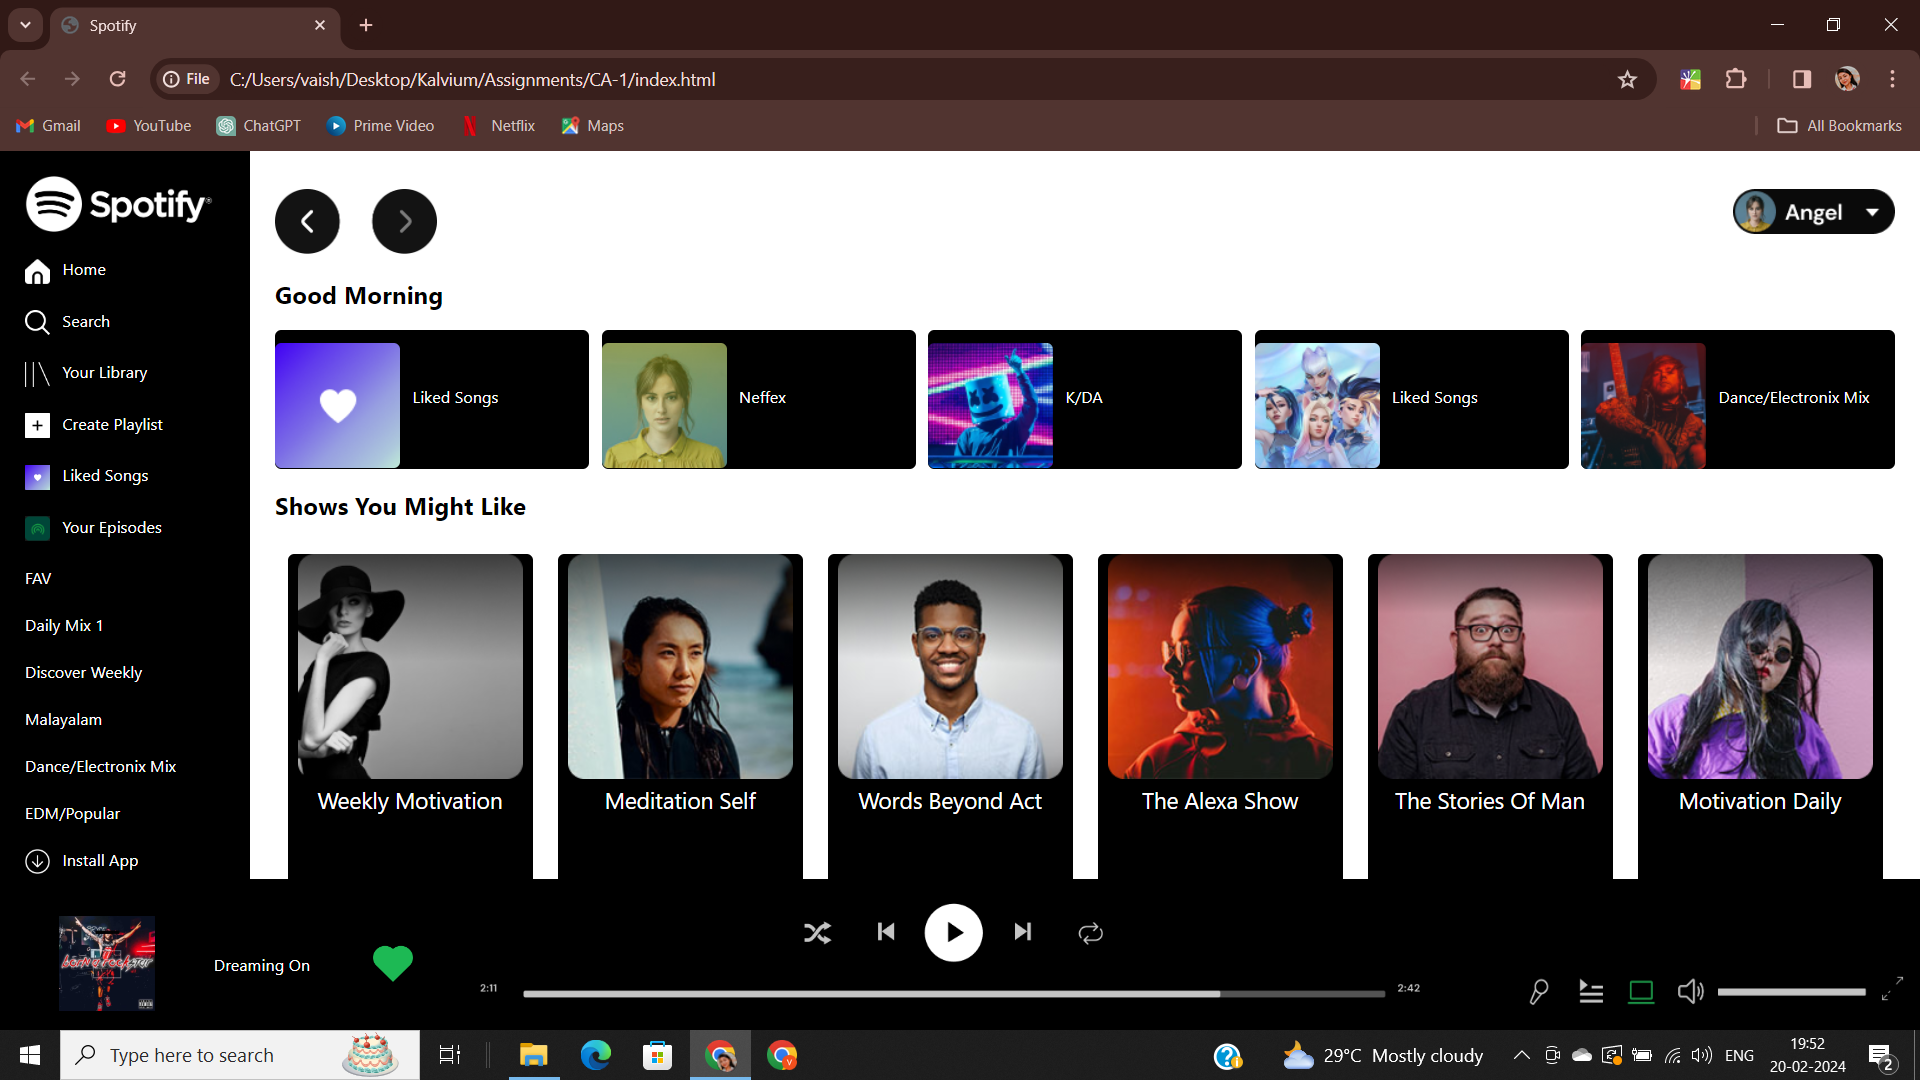 Spotify
File
C:/Users/vaish/Desktop/Kalvium/Assignments/CA-1/index.html
Gmail
YouTube
ChatGPT
Prime Video
Netflix
Maps
All Bookmarks
Spotify®
Home
Search
Your Library
Create Playlist
Liked Songs
Your Episodes
FAV
Daily Mix 1
Discover Weekly
Malayalam
Dance/Electronix Mix
EDM/Popular
Install App
Angel
Good Morning
Liked Songs
Neffex
K/DA
Liked Songs
Dance/Electronix Mix
Shows You Might Like
Weekly Motivation
Meditation Self
Words Beyond Act
The Alexa Show
The Stories Of Man
Motivation Daily
Dreaming On
2:11
2:42
Type here to search
29°C Mostly cloudy
ENG
19:52
20-02-2024
2